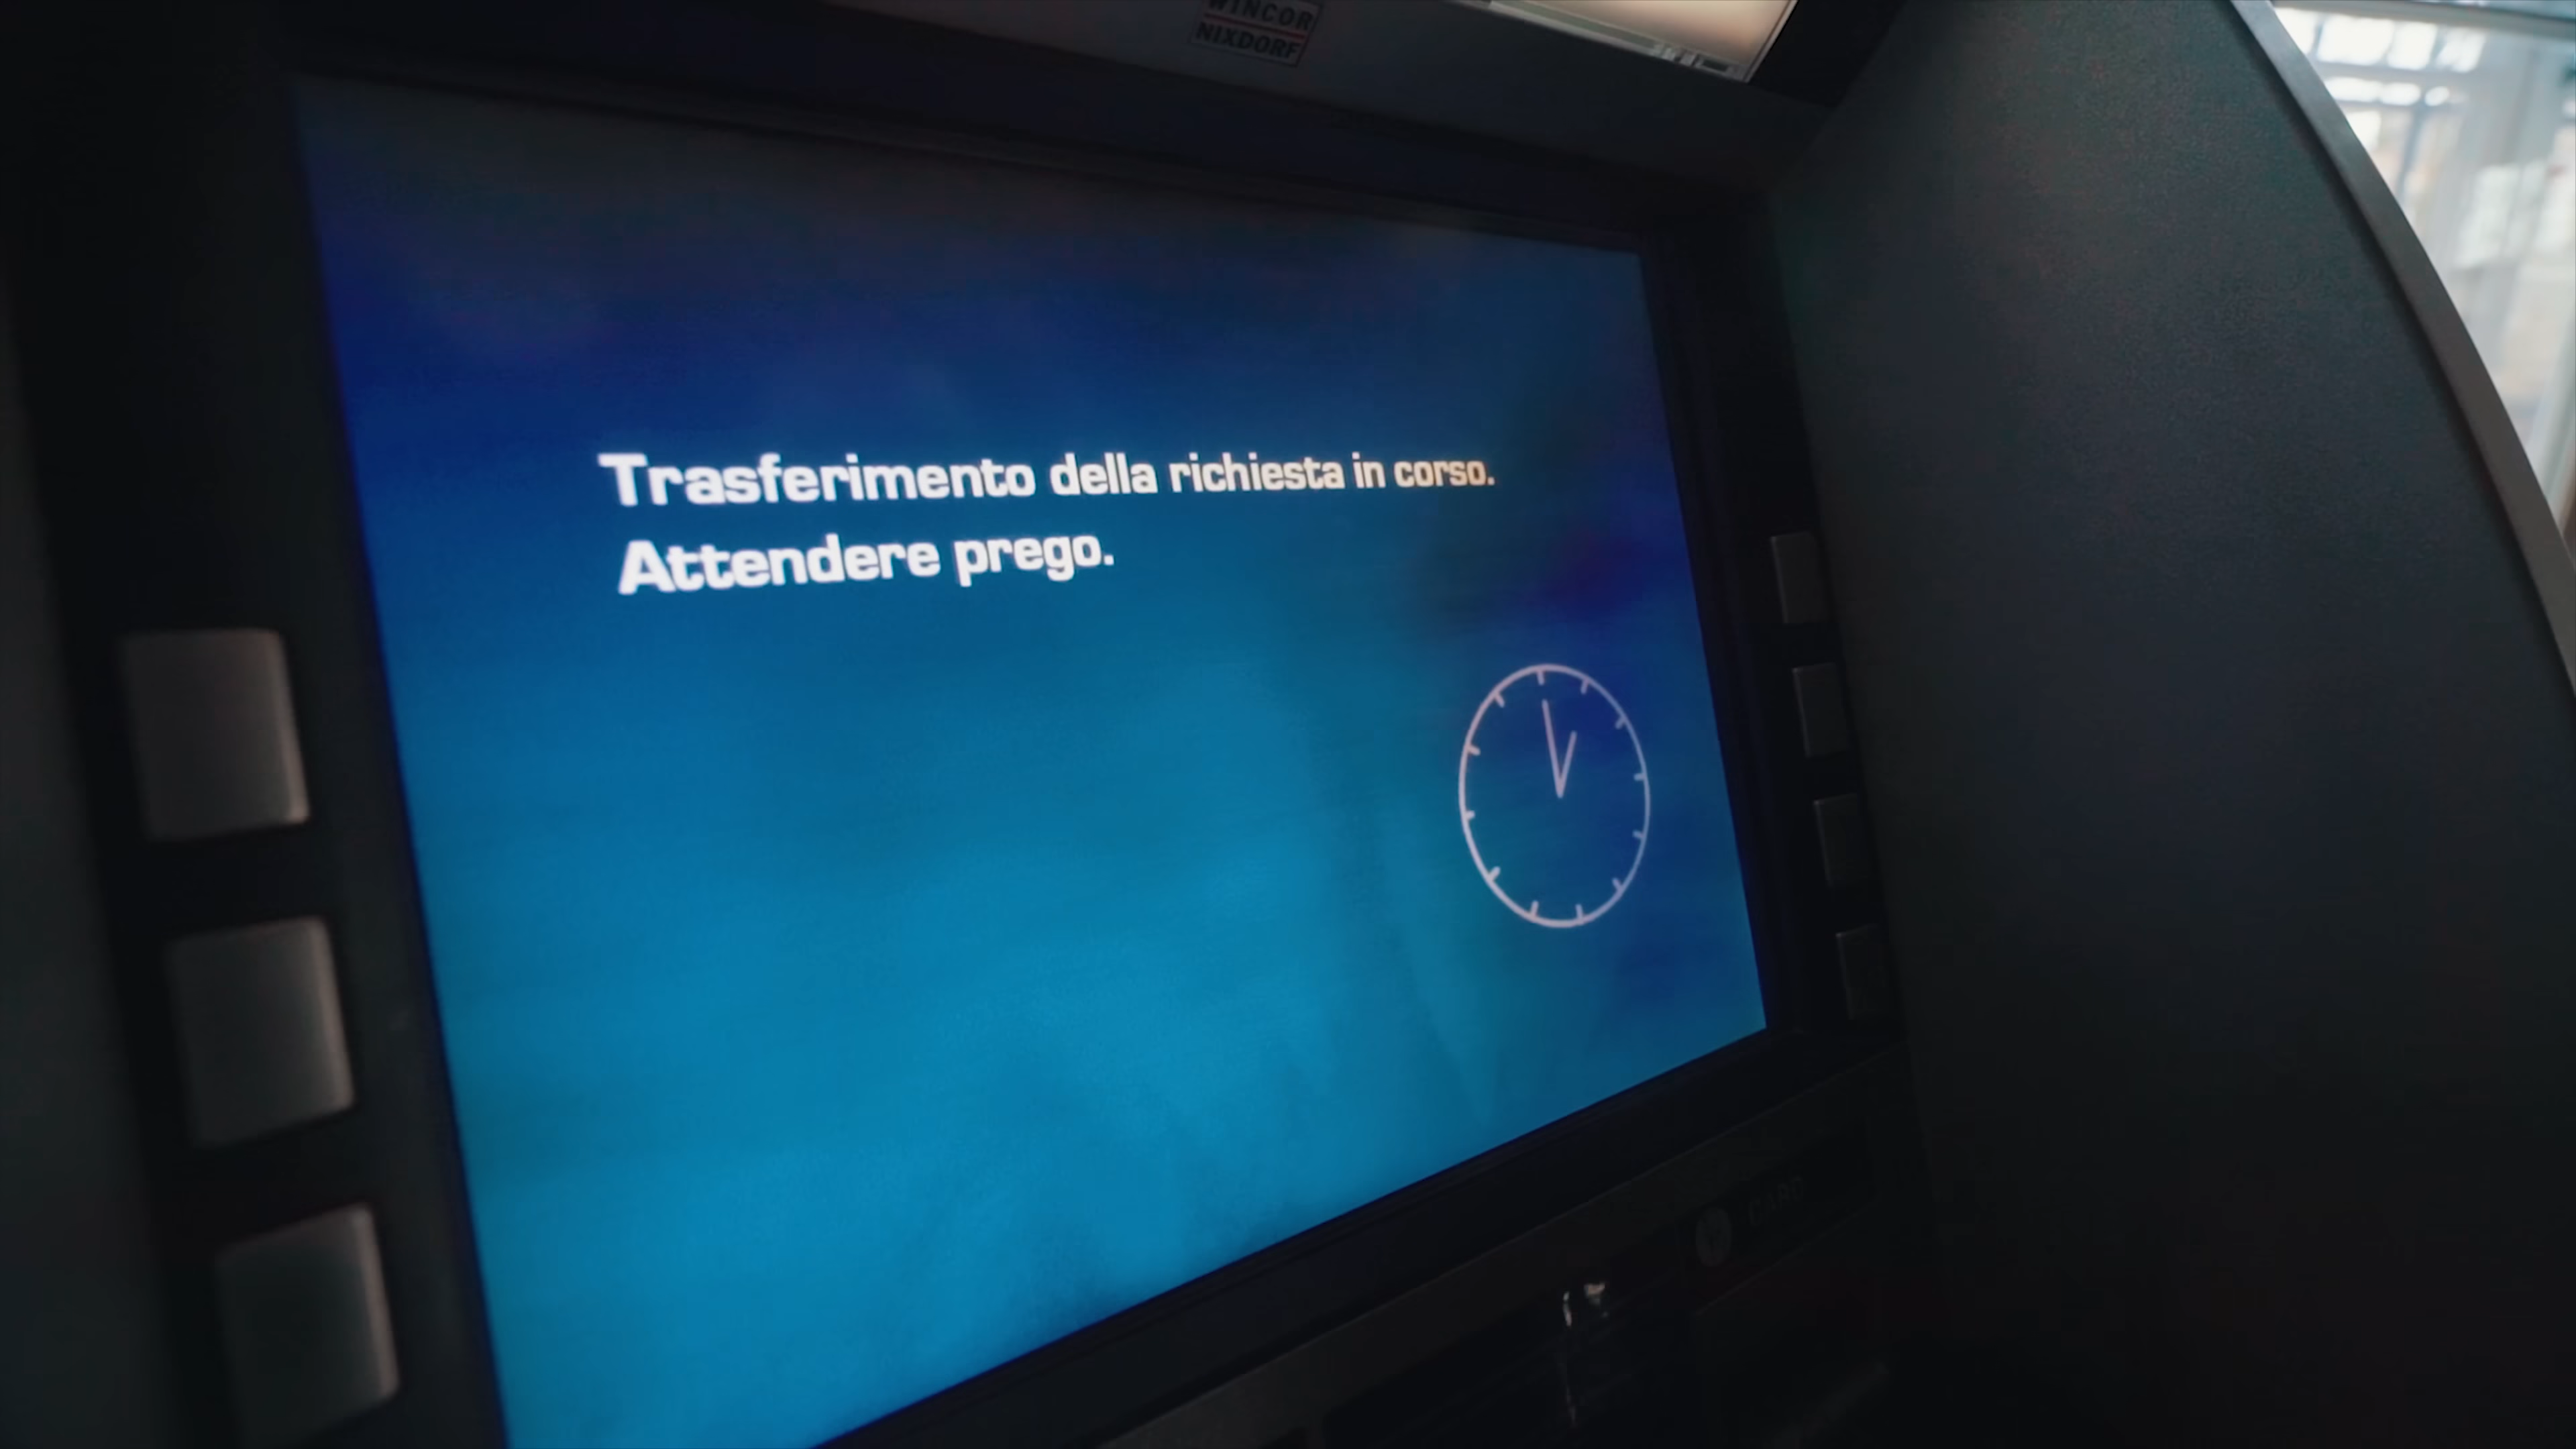 WINCOR
NIXDORF
Trasferimento della richiesta in corso.
Attendere prego.